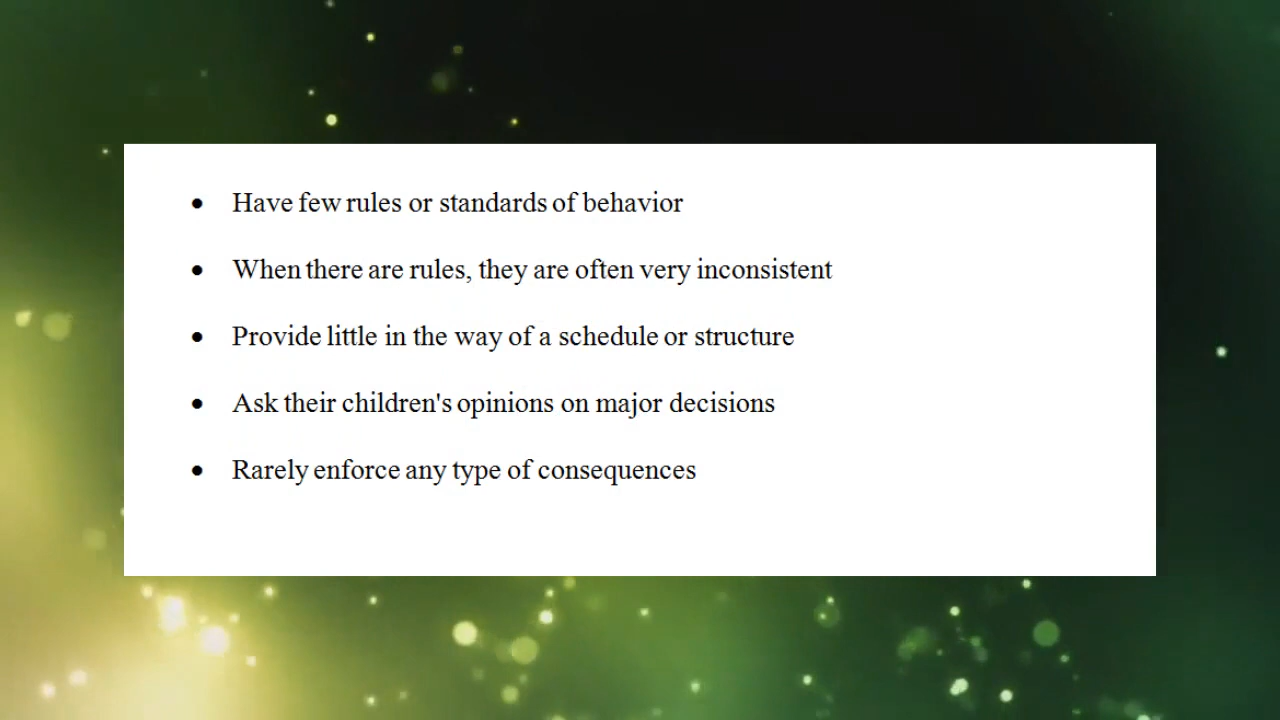 • Have few rules or standards of behavior
• When there are rules, they are often very inconsistent
• Provide little in the way of a schedule or structure
• Ask their children's opinions on major decisions
• Rarely enforce any type of consequences